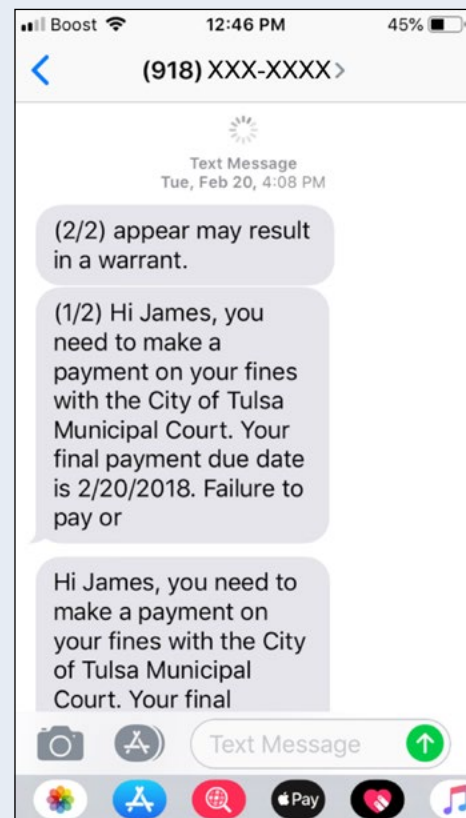 Boost 12:46 PM 45%
(918) XXX-XXXX
Text Message
Tue, Feb 20, 4:08 PM
(2/2) appear may result
in a warrant.
(1/2) Hi James, you
need to make a
payment on your fines
with the City of Tulsa
Municipal Court. Your
final payment due date
is 2/20/2018. Failure to
pay or
Hi James, you need to
make a payment on
your fines with the City
of Tulsa Municipal
Court. Your final
Text Message
Pay